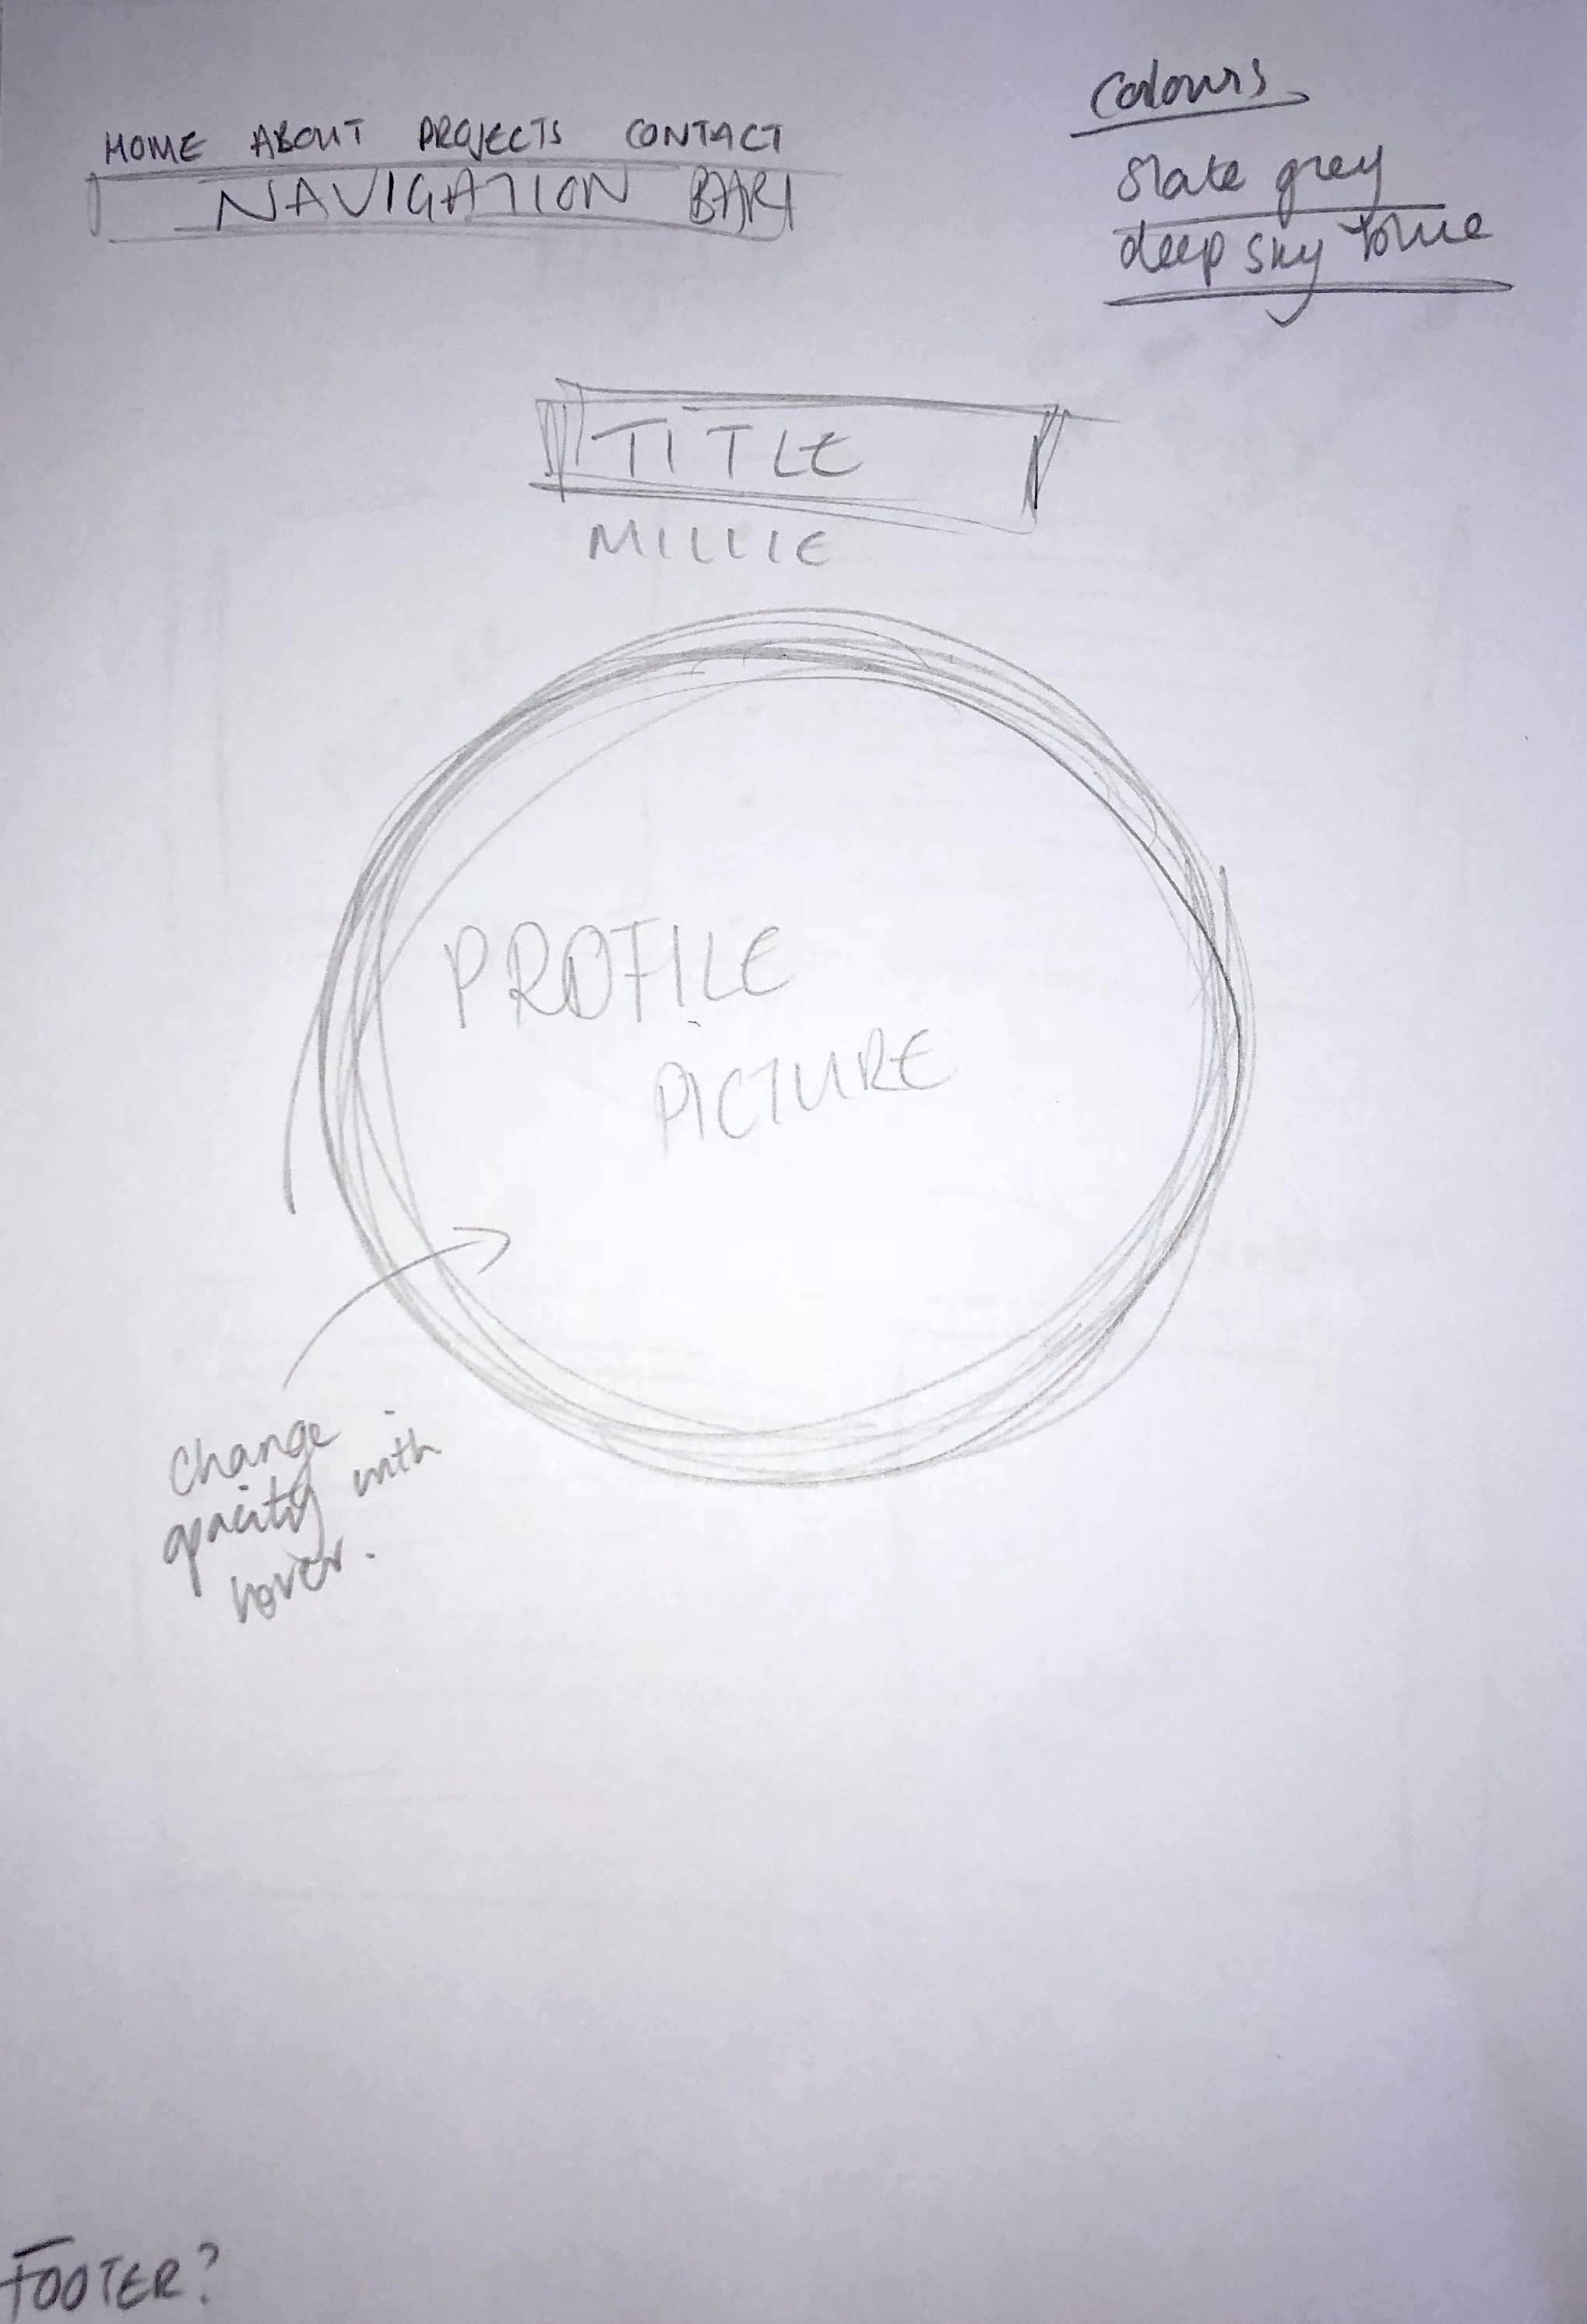 HOME ABOUT PROJECTS CONTACT
NAVIGATION BAR
Colours
slate grey
deep sky blue
TITLE
MILLIE
PROFILE
PICTURE
Change
opacity with
hover.
FOOTER?